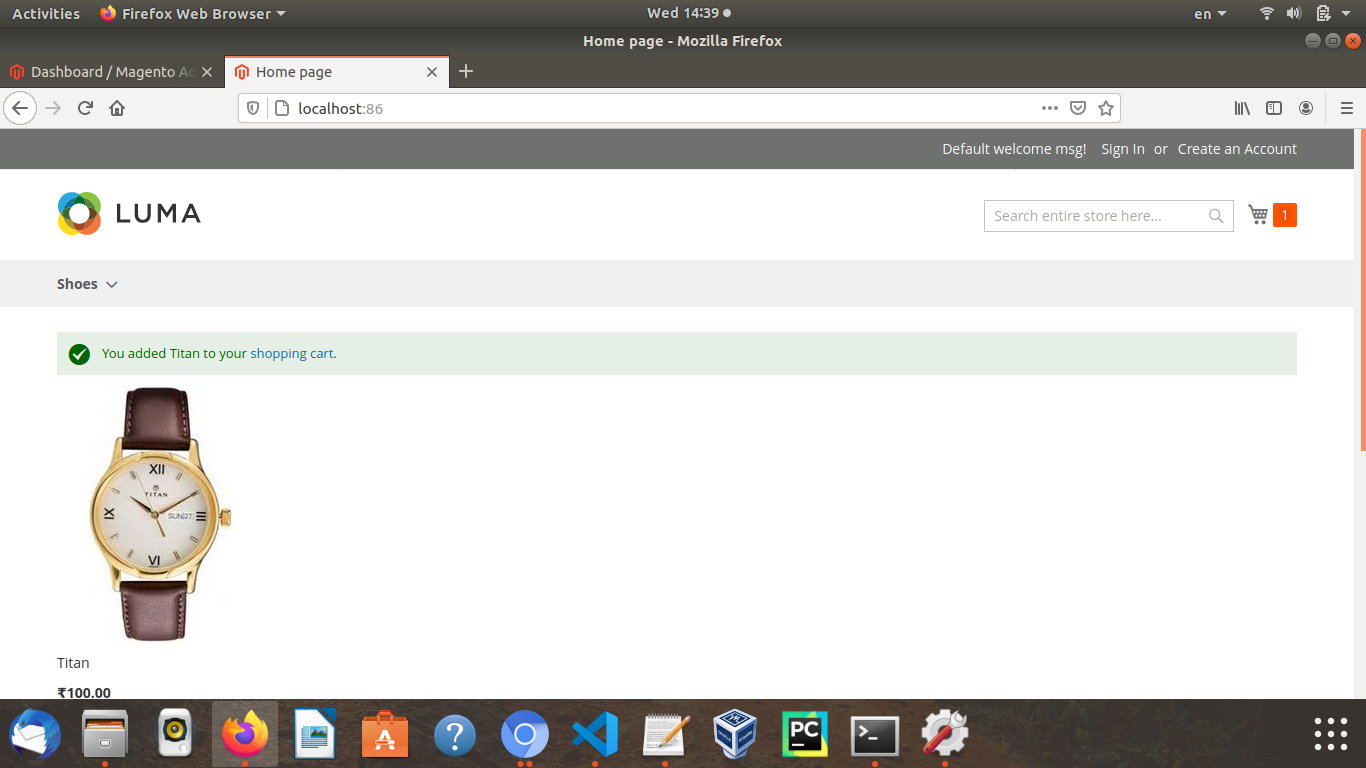 Activities Firefox Web Browser Wed 14:39 en
Home page - Mozilla Firefox
Dashboard / Magento Ad Home page
localhost:86
Default welcome msg! Sign In or Create an Account
LUMA
Search entire store here... 1
Shoes
You added Titan to your shopping cart.
XII
TITAN
IX SUN 27 III
VI
Titan
₹100.00
PC